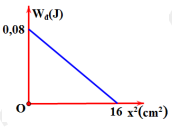 W_d(J)
0,08
O
16 x²(cm²)